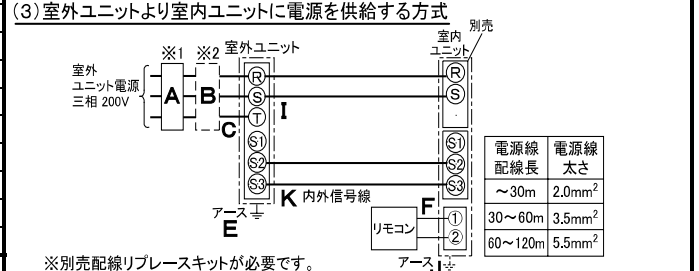 (3)室外ユニットより室内ユニットに電源を供給する方式
※1 ※2 室外ユニット
室内
ユニット
別売
室外
ユニット電源
三相 200V
A
B
C
R
S
T
S1
S2
S3
I
R
S
S1
S2
S3
K 内外信号線
アース
E
リモコン
F
①
②
アース
電源線
配線長
電源線
太さ
～30m 2.0mm²
30～60m 3.5mm²
60～120m 5.5mm²
※別売配線リプレースキットが必要です。